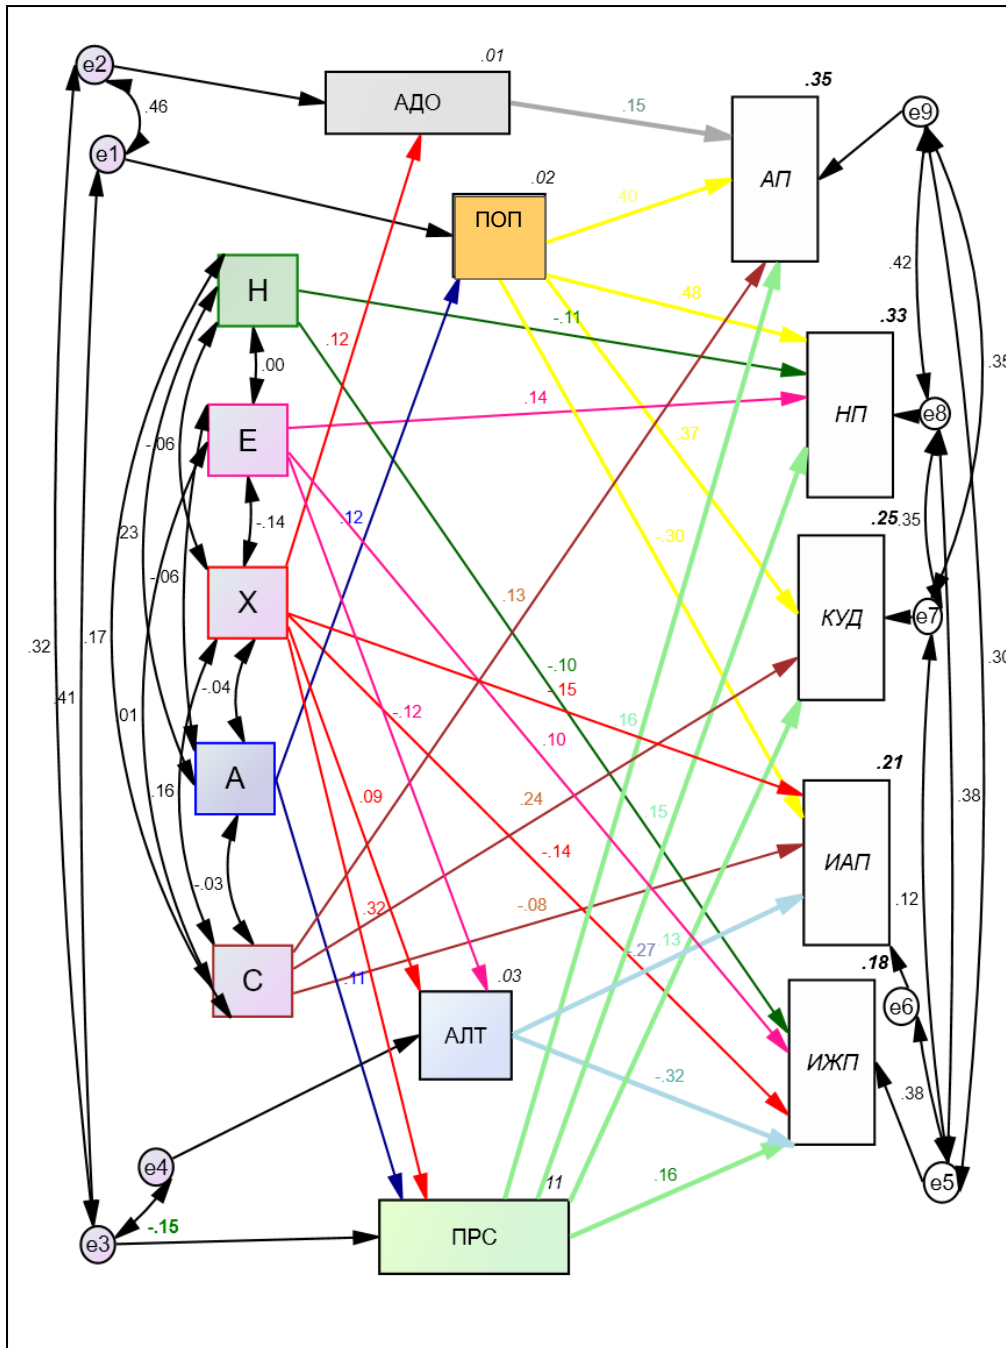 .01
.35
e2
АДО
.15
e9
.46
e1
.02
ПОП
.40
АП
.42
H
.12
-.11
.48
.33
.00
.35
E
.14
НП
e8
-.06
.37
.23
-.14
.12
-.30
.25
.35
-.06
X
.13
КУД
e7
.32
.17
.41
-.04
-.10
-.15
.30
.01
-.12
.16
.10
A
.21
.16
.09
.24
.15
.38
-.03
-.14
ИАП
.12
.32
-.08
-.27
.13
C
.11
.03
.18
e6
АЛТ
ИЖП
-.32
.38
e4
.16
.11
e5
-.15
e3
ПРС